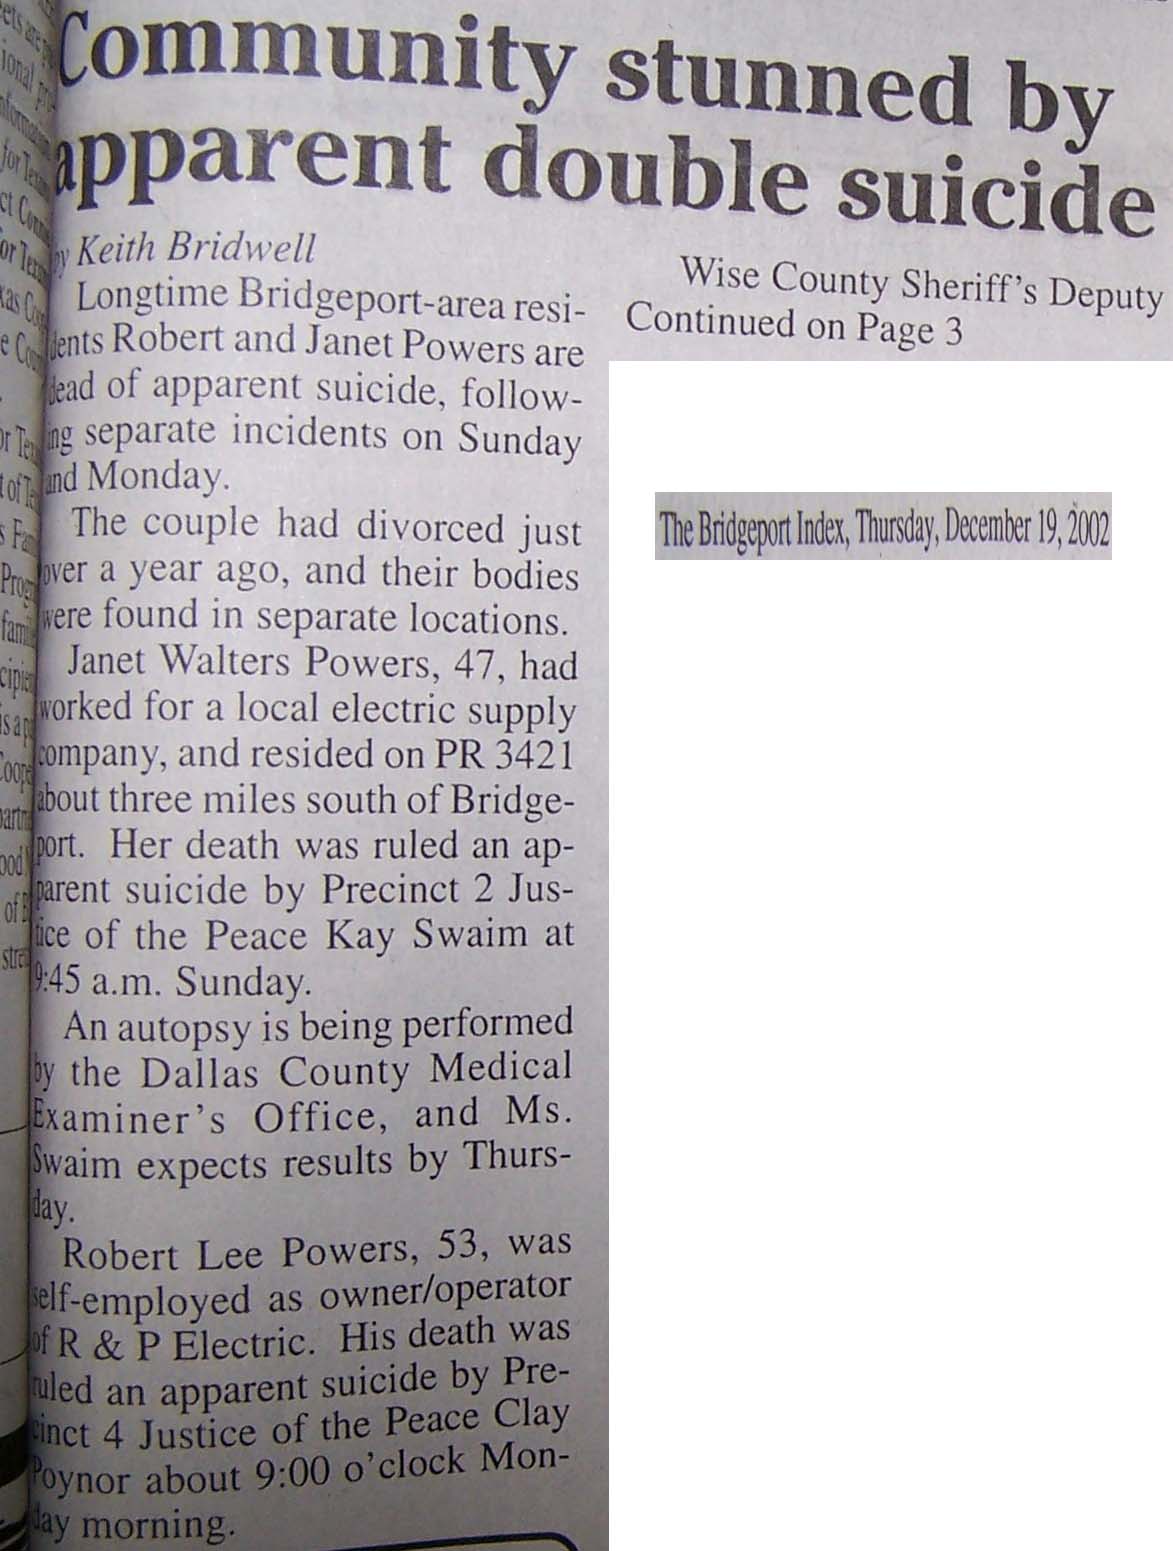 Community stunned by
apparent double suicide
by Keith Bridwell
Longtime Bridgeport-area resi-
dents Robert and Janet Powers are
dead of apparent suicide, follow-
ing separate incidents on Sunday
and Monday.
The couple had divorced just
over a year ago, and their bodies
were found in separate locations.
Janet Walters Powers, 47, had
worked for a local electric supply
company, and resided on PR 3421
about three miles south of Bridge-
port. Her death was ruled an ap-
parent suicide by Precinct 2 Jus-
tice of the Peace Kay Swaim at
9:45 a.m. Sunday.
An autopsy is being performed
by the Dallas County Medical
Examiner's Office, and Ms.
Swaim expects results by Thurs-
day.
Robert Lee Powers, 53, was
self-employed as owner/operator
of R & P Electric. His death was
ruled an apparent suicide by Pre-
cinct 4 Justice of the Peace Clay
Poynor about 9:00 o'clock Mon-
day morning.
Wise County Sheriff's Deputy
Continued on Page 3
The Bridgeport Index, Thursday, December 19, 2002